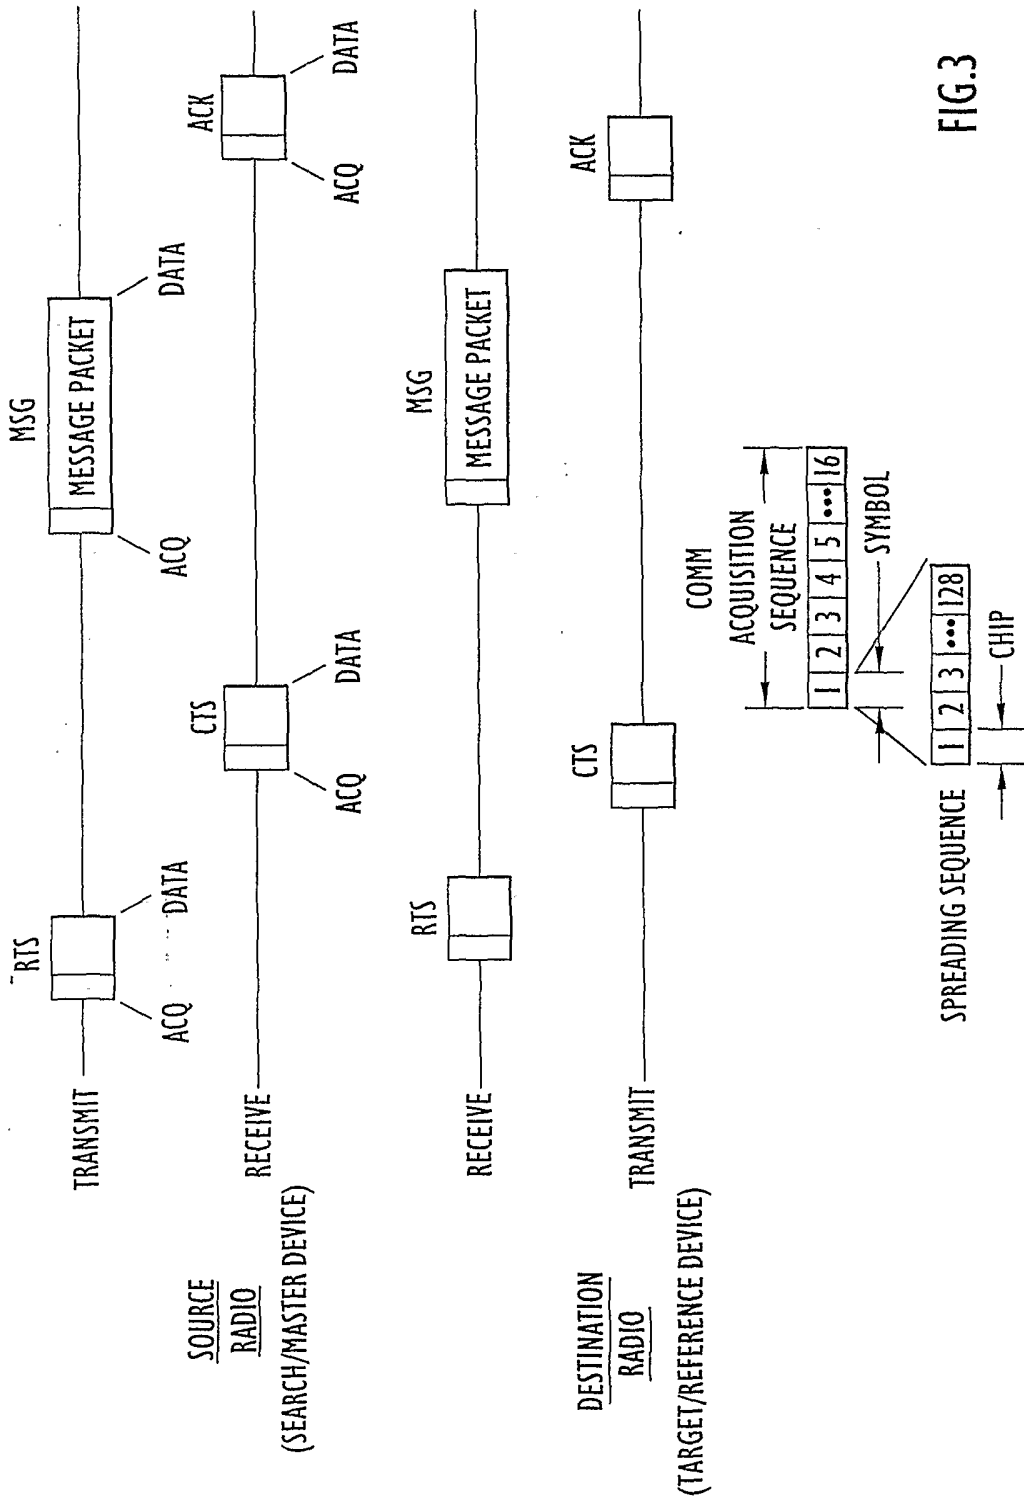 MSG
RTS
MESSAGE PACKET
TRANSMIT
ACQ
DATA
ACQ
DATA
CTS
ACK
RECEIVE
ACQ
DATA
ACQ
DATA
SOURCE
RADIO
(SEARCH/MASTER DEVICE)
RTS
MSG
MESSAGE PACKET
RECEIVE
CTS
ACK
TRANSMIT
DESTINATION
RADIO
(TARGET/REFERENCE DEVICE)
COMM
ACQUISITION
SEQUENCE
1 2 3 4 5 ••• 16
SYMBOL
SPREADING SEQUENCE
1 2 3 ••• 128
CHIP
FIG.3